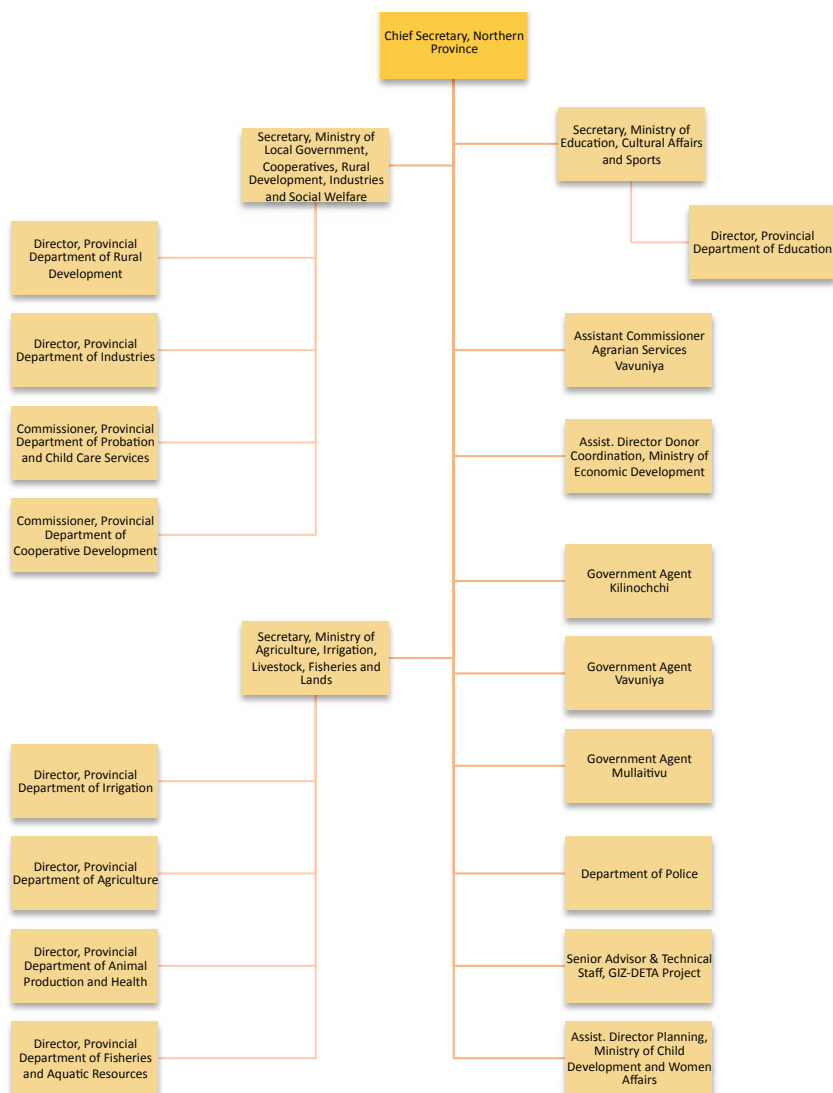 Chief Secretary, Northern
Province
Secretary, Ministry of
Local Government,
Cooperatives, Rural
Development, Industries
and Social Welfare
Secretary, Ministry of
Education, Cultural Affairs
and Sports
Director, Provincial
Department of Education
Director, Provincial
Department of Rural
Development
Director, Provincial
Department of Industries
Commissioner, Provincial
Department of Probation
and Child Care Services
Commissioner, Provincial
Department of
Cooperative Development
Assistant Commissioner
Agrarian Services
Vavuniya
Assist. Director Donor
Coordination, Ministry of
Economic Development
Government Agent
Kilinochchi
Secretary, Ministry of
Agriculture, Irrigation,
Livestock, Fisheries and
Lands
Government Agent
Vavuniya
Government Agent
Mullaitivu
Director, Provincial
Department of Irrigation
Director, Provincial
Department of Agriculture
Director, Provincial
Department of Animal
Production and Health
Director, Provincial
Department of Fisheries
and Aquatic Resources
Department of Police
Senior Advisor & Technical
Staff, GIZ-DETA Project
Assist. Director Planning,
Ministry of Child
Development and Women
Affairs